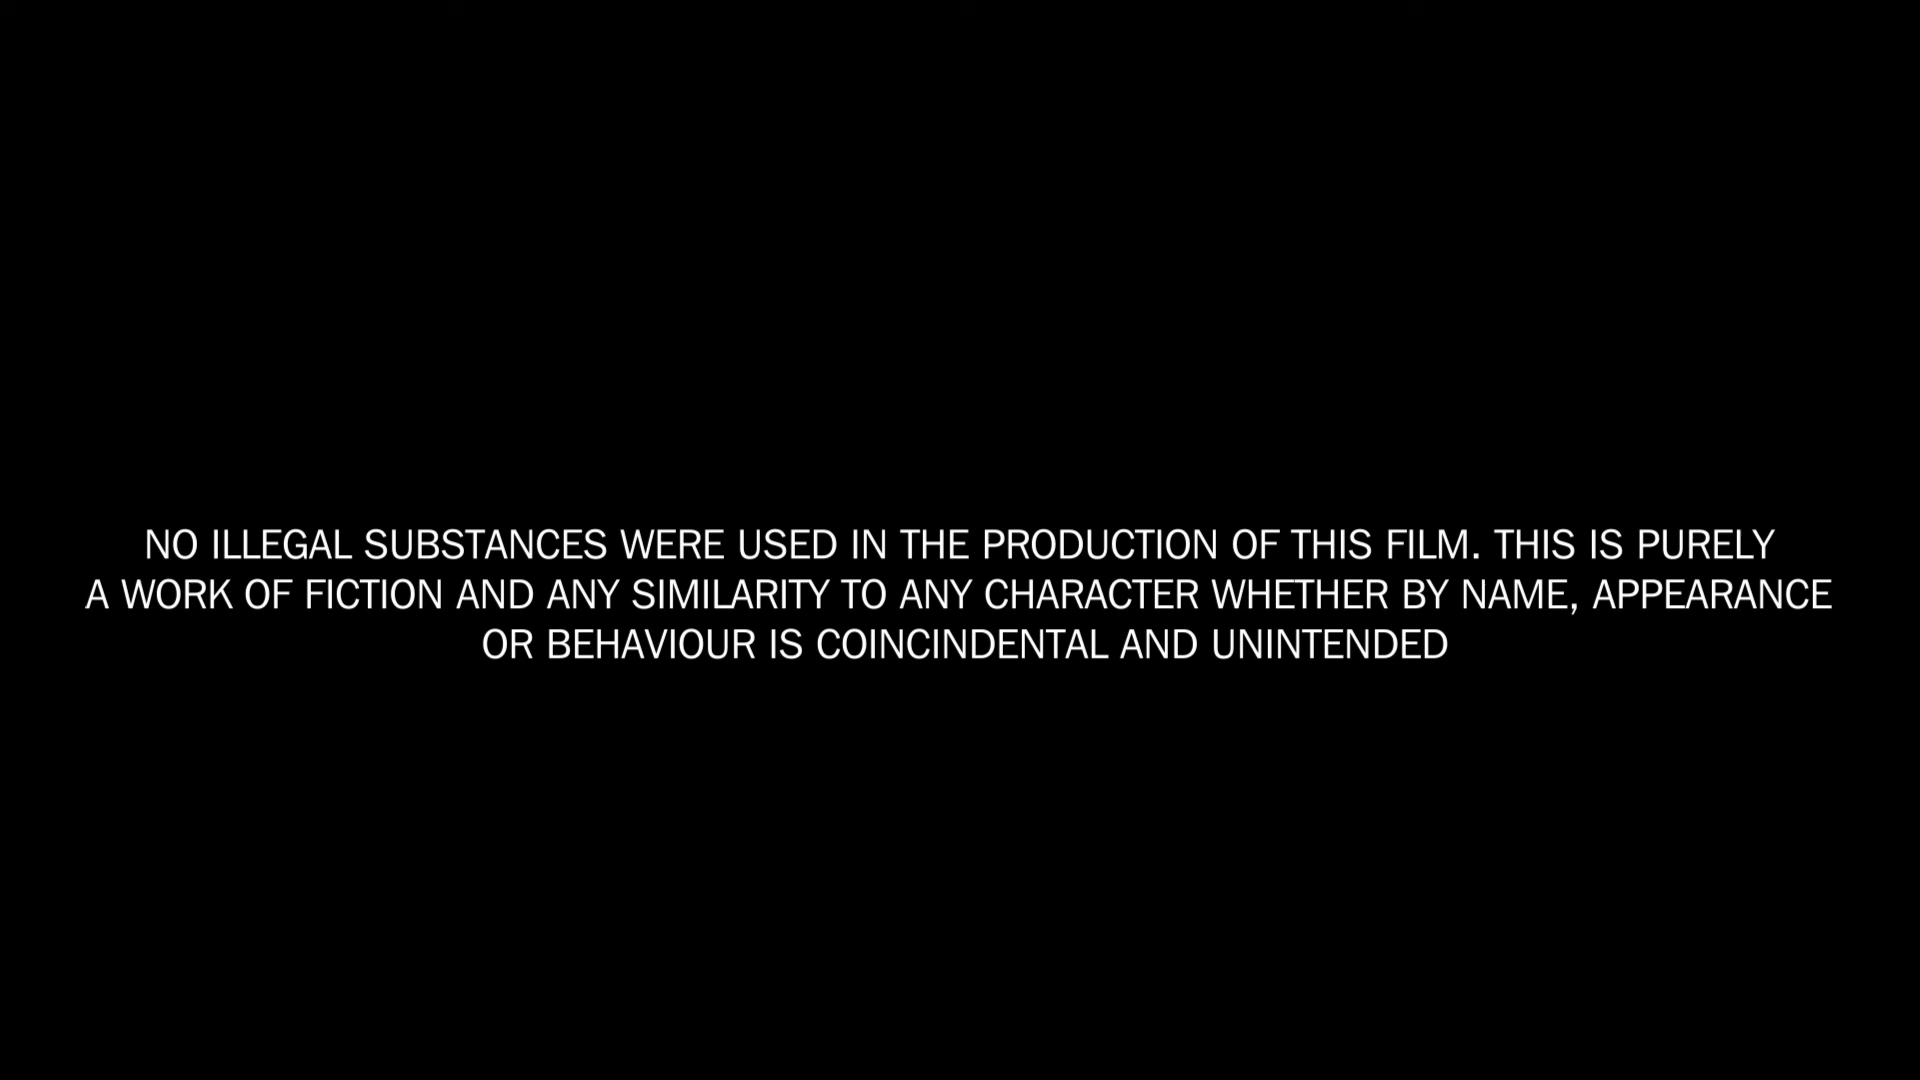 NO ILLEGAL SUBSTANCES WERE USED IN THE PRODUCTION OF THIS FILM. THIS IS PURELY
A WORK OF FICTION AND ANY SIMILARITY TO ANY CHARACTER WHETHER BY NAME, APPEARANCE
OR BEHAVIOUR IS COINCINDENTAL AND UNINTENDED